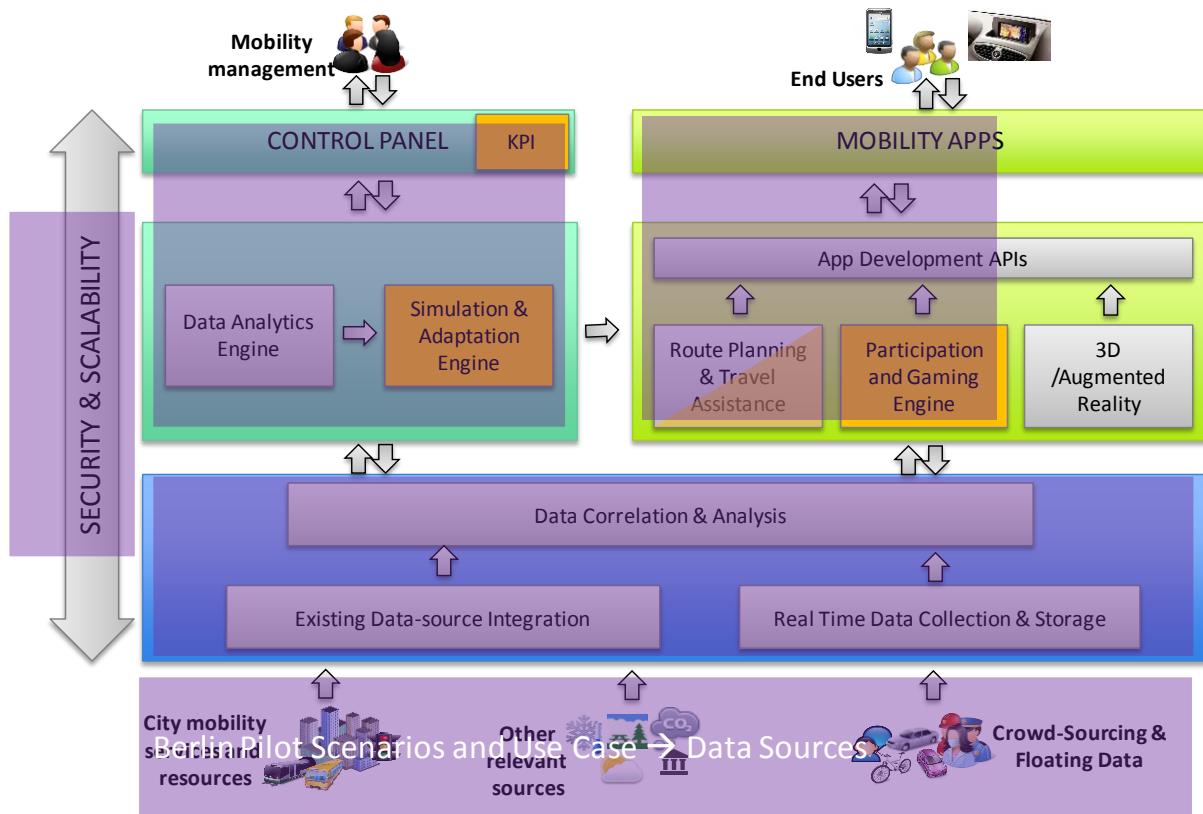 Mobility
management
End Users
CONTROL PANEL
KPI
MOBILITY APPS
SECURITY & SCALABILITY
App Development APIs
Data Analytics
Engine
Simulation &
Adaptation
Engine
Route Planning
& Travel
Assistance
Participation
and Gaming
Engine
3D
/Augmented
Reality
Data Correlation & Analysis
Existing Data-source Integration
Real Time Data Collection & Storage
City mobility
services and
resources
Other
relevant
sources
CO2
Crowd-Sourcing &
Floating Data
Berlin Pilot Scenarios and Use Case → Data Sources